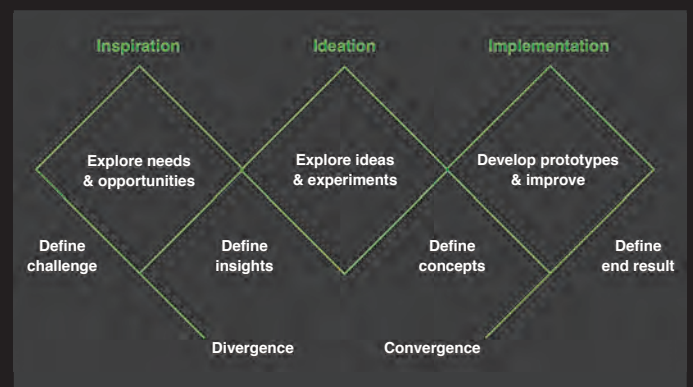 Inspiration
Ideation
Implementation
Explore needs
& opportunities
Explore ideas
& experiments
Develop prototypes
& improve
Define
challenge
Define
insights
Define
concepts
Define
end result
Divergence
Convergence